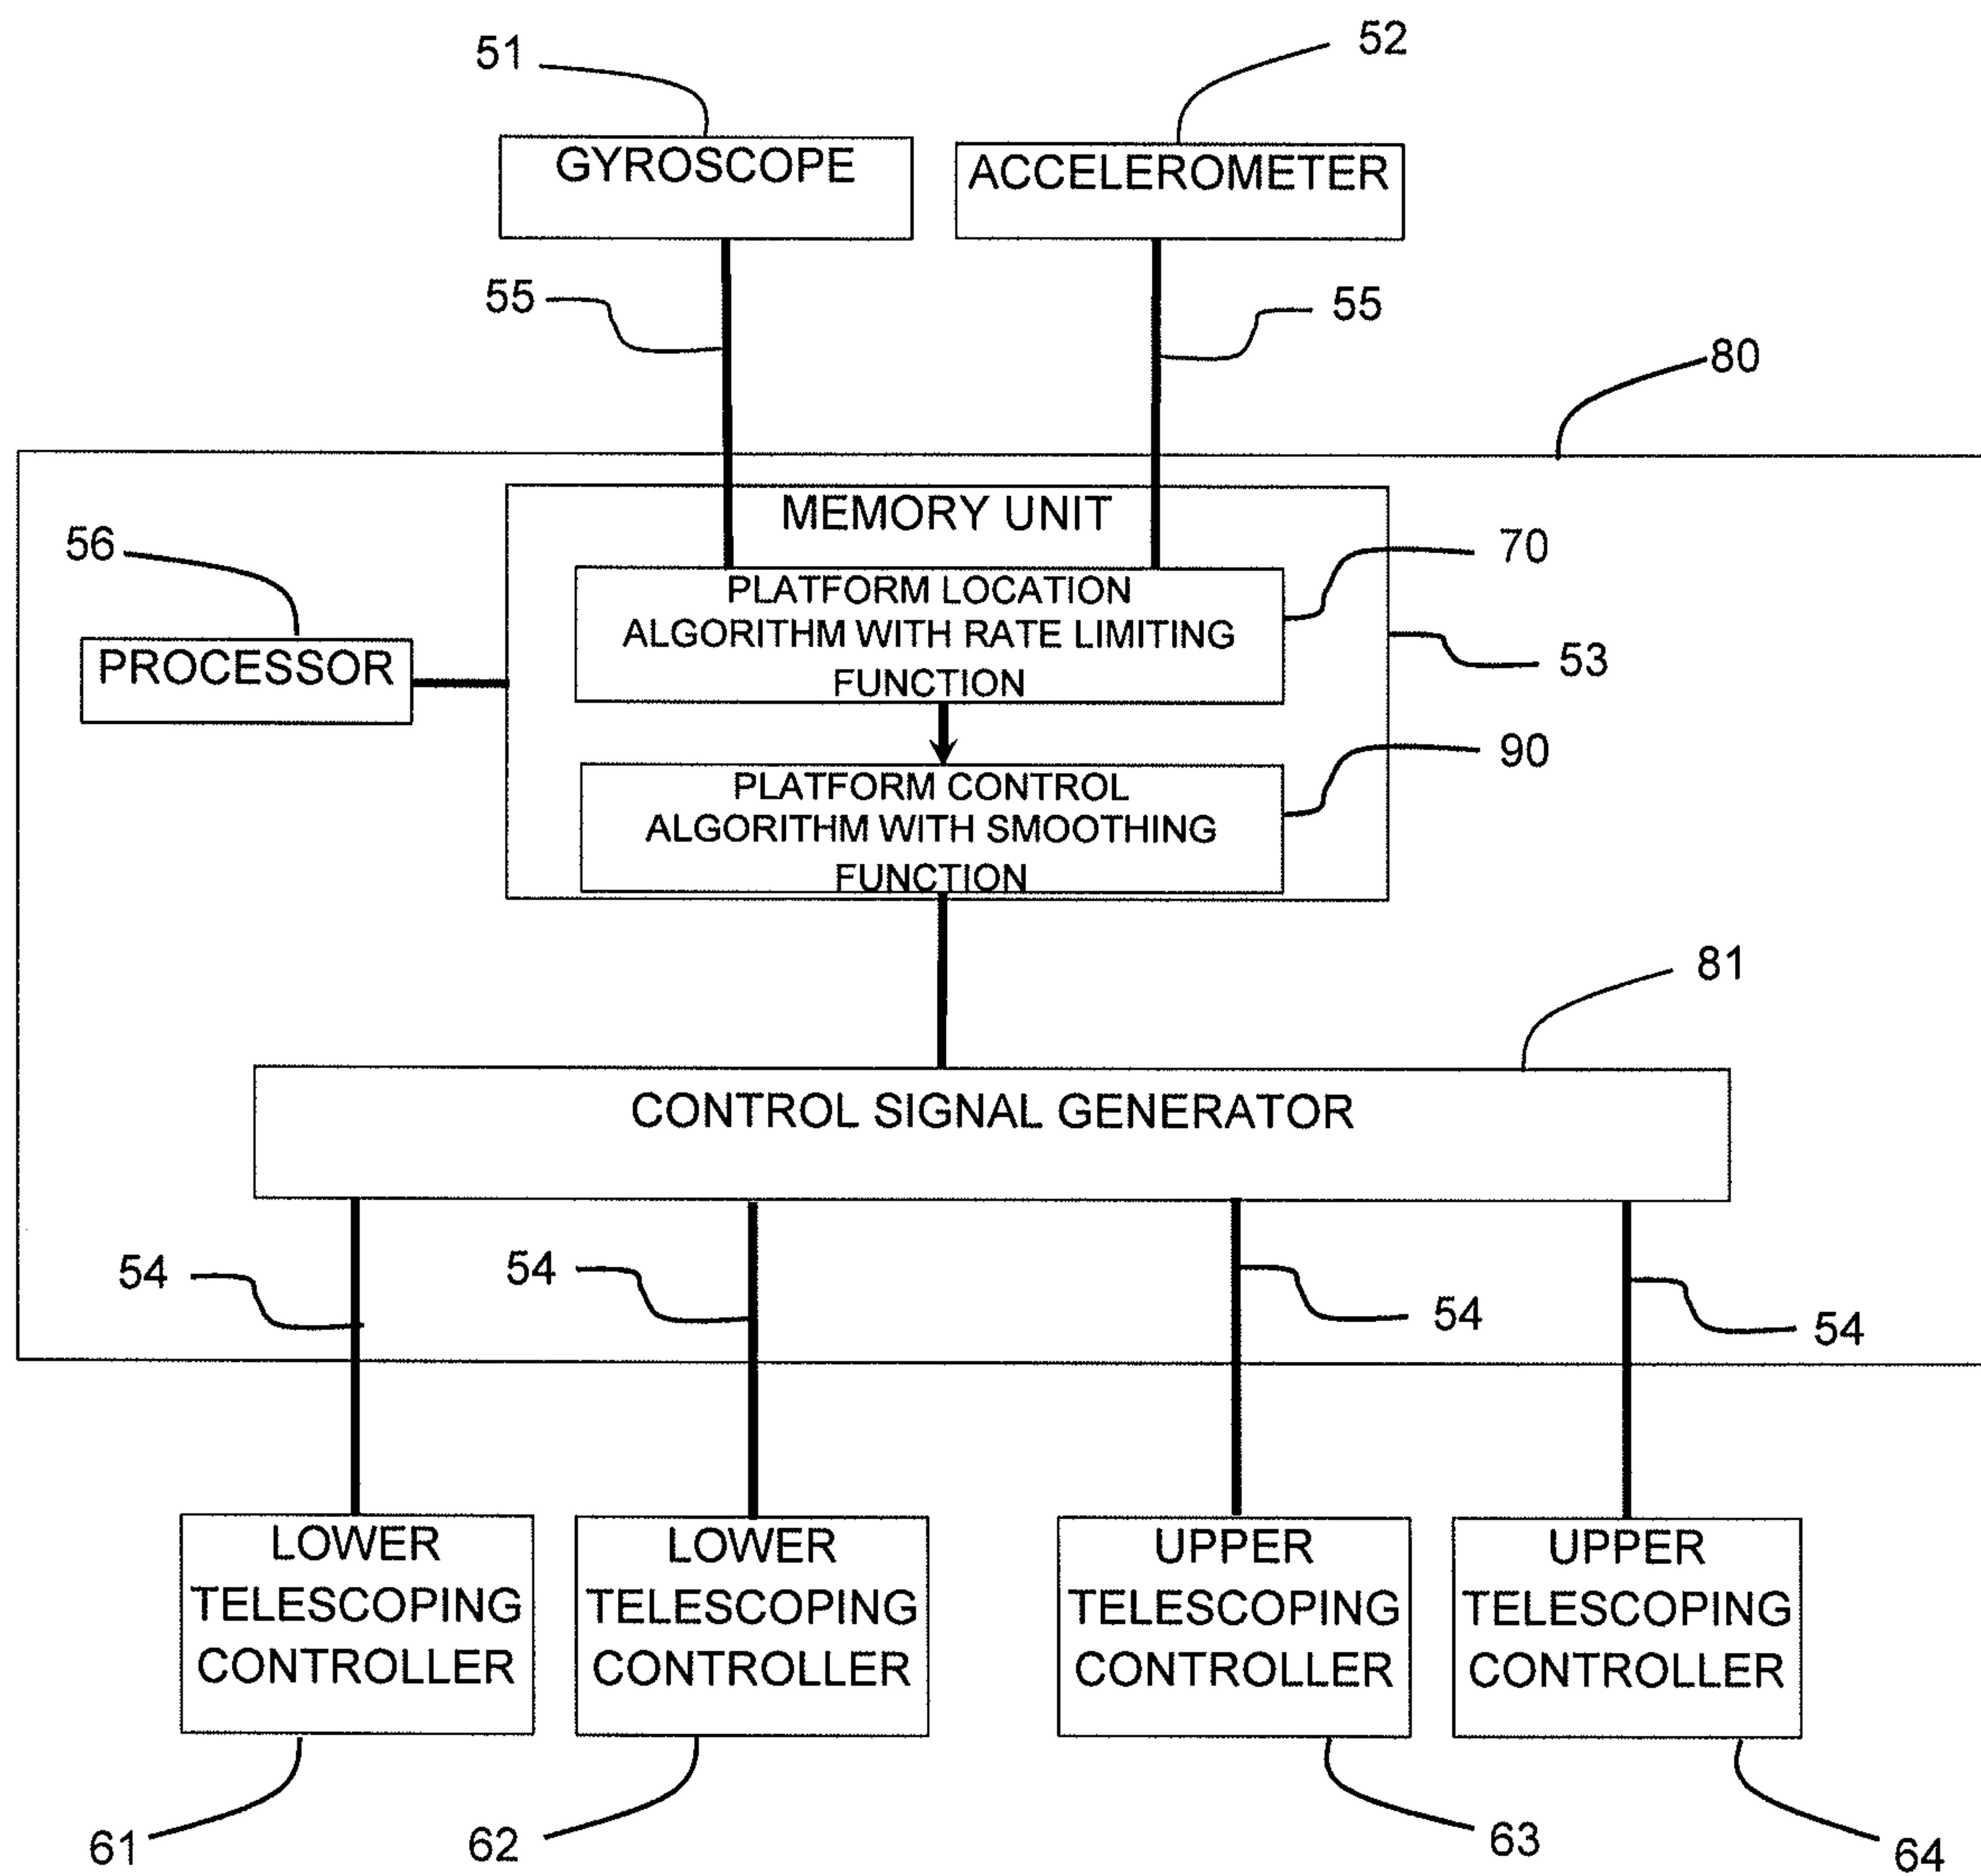 51
52
GYROSCOPE
ACCELEROMETER
55
55
80
MEMORY UNIT
56
70
PLATFORM LOCATION
ALGORITHM WITH RATE LIMITING
FUNCTION
PROCESSOR
53
90
PLATFORM CONTROL
ALGORITHM WITH SMOOTHING
FUNCTION
81
CONTROL SIGNAL GENERATOR
54
54
54
54
LOWER
TELESCOPING
CONTROLLER
LOWER
TELESCOPING
CONTROLLER
UPPER
TELESCOPING
CONTROLLER
UPPER
TELESCOPING
CONTROLLER
61
62
63
64